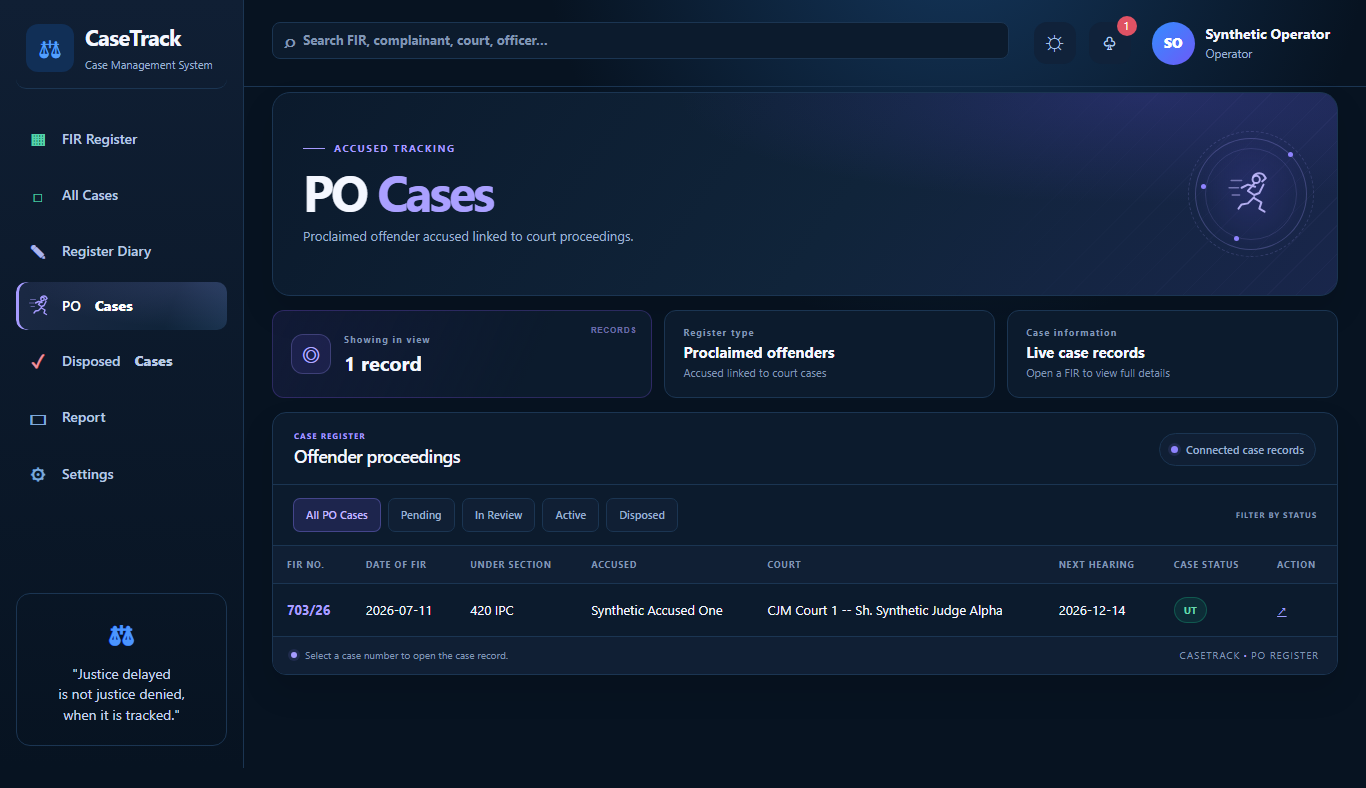 CaseTrack
Case Management System
FIR Register
All Cases
Register Diary
PO Cases
Disposed Cases
Report
Settings
"Justice delayed
is not justice denied,
when it is tracked."
Search FIR, complainant, court, officer...
1
SO
Synthetic Operator
Operator
ACCUSED TRACKING
PO Cases
Proclaimed offender accused linked to court proceedings.
Showing in view
1 record
RECORDS
Register type
Proclaimed offenders
Accused linked to court cases
Case information
Live case records
Open a FIR to view full details
CASE REGISTER
Offender proceedings
Connected case records
All PO Cases Pending In Review Active Disposed
FILTER BY STATUS
FIR NO. DATE OF FIR UNDER SECTION ACCUSED COURT NEXT HEARING CASE STATUS ACTION
703/26 2026-07-11 420 IPC Synthetic Accused One CJM Court 1 -- Sh. Synthetic Judge Alpha 2026-12-14 UT ↗
Select a case number to open the case record.
CASETRACK • PO REGISTER